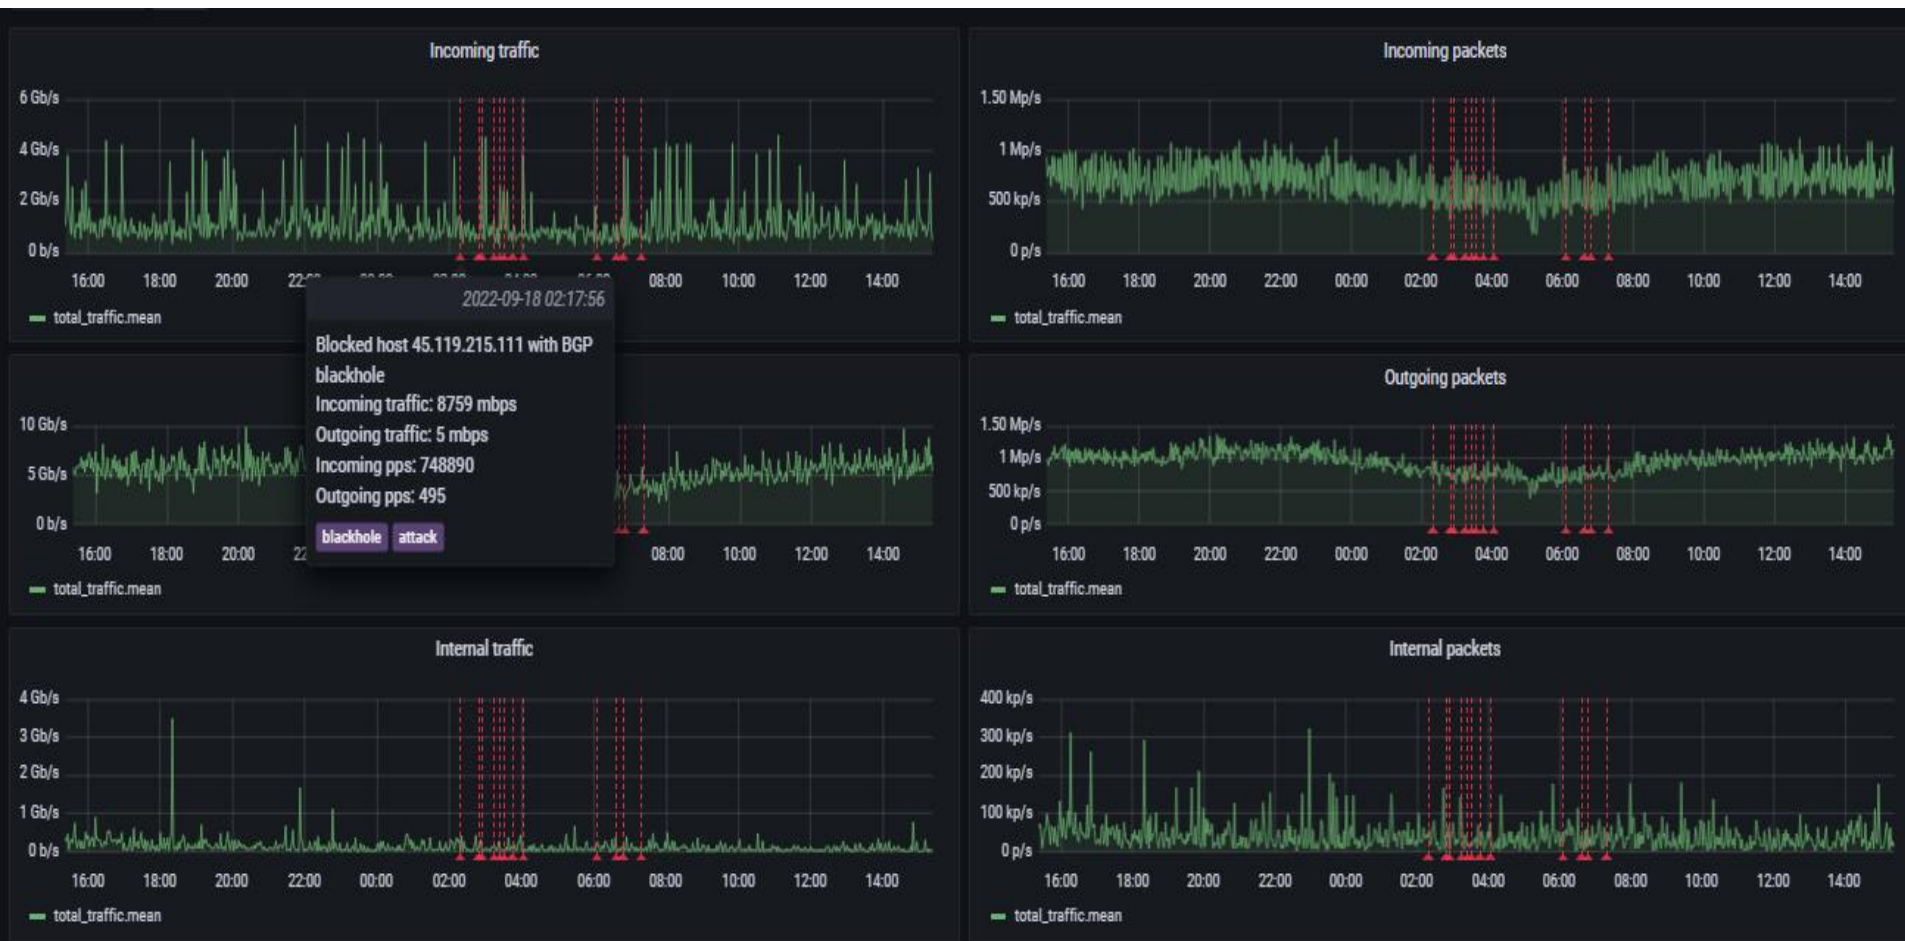 Incoming traffic
6 Gb/s
4 Gb/s
2 Gb/s
0 b/s
16:00 18:00 20:00 08:00 10:00 12:00 14:00
total_traffic.mean
Incoming packets
1.50 Mp/s
1 Mp/s
500 kp/s
0 p/s
16:00 18:00 20:00 22:00 00:00 02:00 04:00 06:00 08:00 10:00 12:00 14:00
total_traffic.mean
2022-09-18 02:17:56
Blocked host 45.119.215.111 with BGP
blackhole
Incoming traffic: 8759 mbps
Outgoing traffic: 5 mbps
Incoming pps: 748890
Outgoing pps: 495
blackhole attack
10 Gb/s
5 Gb/s
0 b/s
16:00 18:00 20:00 08:00 10:00 12:00 14:00
total_traffic.mean
Outgoing packets
1.50 Mp/s
1 Mp/s
500 kp/s
0 p/s
16:00 18:00 20:00 22:00 00:00 02:00 04:00 06:00 08:00 10:00 12:00 14:00
total_traffic.mean
Internal traffic
4 Gb/s
3 Gb/s
2 Gb/s
1 Gb/s
0 b/s
16:00 18:00 20:00 22:00 00:00 02:00 04:00 06:00 08:00 10:00 12:00 14:00
total_traffic.mean
Internal packets
400 kp/s
300 kp/s
200 kp/s
100 kp/s
0 p/s
16:00 18:00 20:00 22:00 00:00 02:00 04:00 06:00 08:00 10:00 12:00 14:00
total_traffic.mean